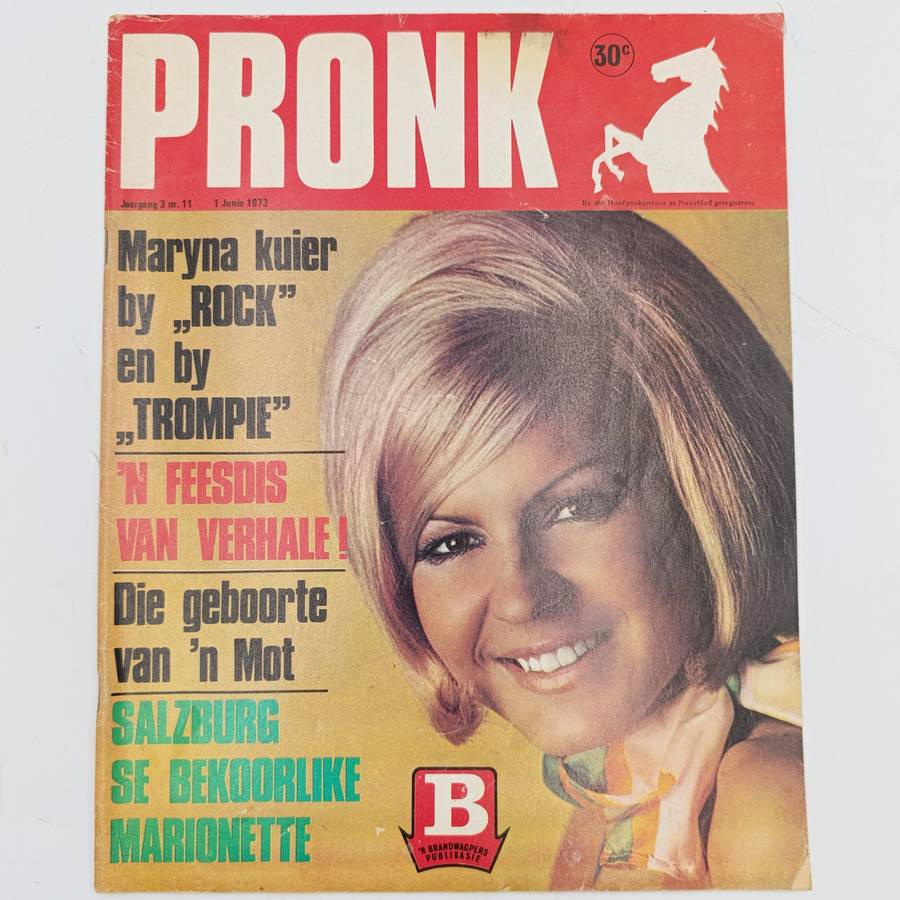 PRONK
30c
Jaargang 3 nr. 11 1 Junie 1973
By die Hoofposkantoor as Nuusblad geregistreer
Maryna kuier
by „ROCK”
en by
„TROMPIE”
'N FEESDIS
VAN VERHALE!
Die geboorte
van 'n Mot
SALZBURG
SE BEKOORLIKE
MARIONETTE
B
'N BRANDWAGPERS
PUBLIKASIE